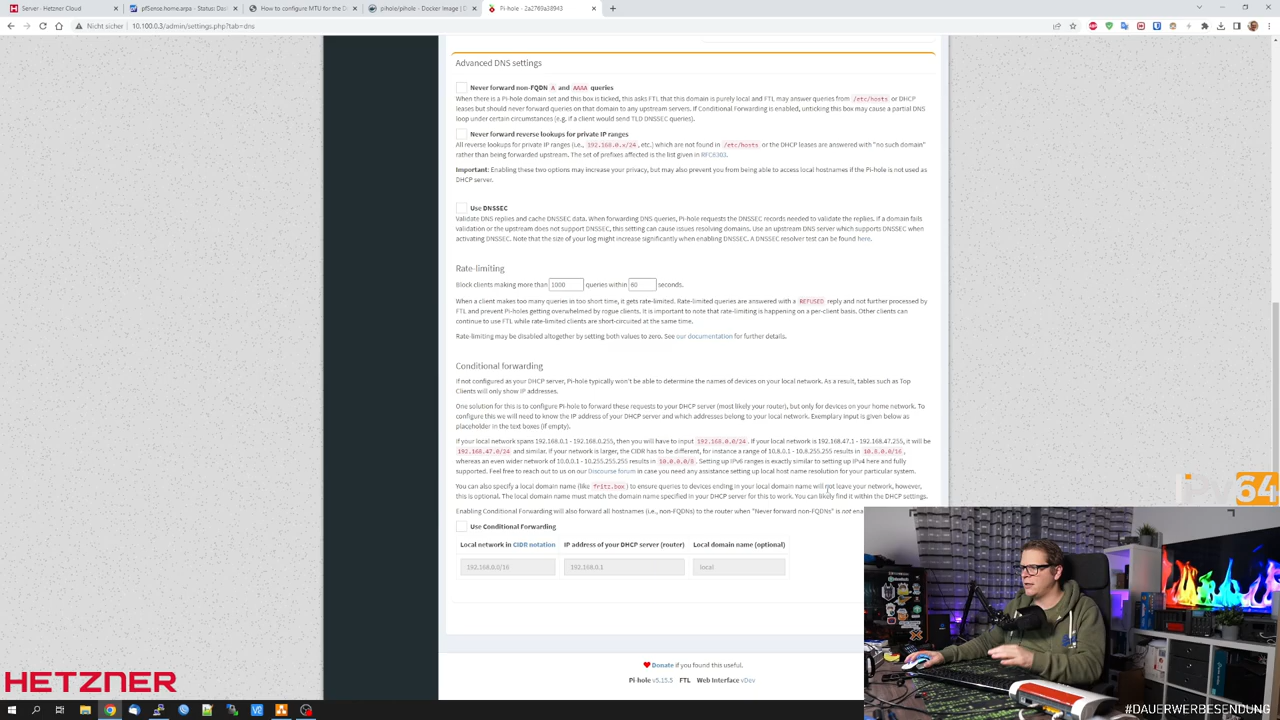 Server · Hetzner Cloud
pfSense.home.arpa - Status: Das
How to configure MTU for the Do
pihole/pihole - Docker Image | D
Pi-hole - 2a2769a38943
Nicht sicher | 10.100.0.3/admin/settings.php?tab=dns
Advanced DNS settings
Never forward non-FQDN A and AAAA queries
When there is a Pi-hole domain set and this box is ticked, this asks FTL that this domain is purely local and FTL may answer queries from /etc/hosts or DHCP
leases but should never forward queries on that domain to any upstream servers. If Conditional Forwarding is enabled, unticking this box may cause a partial DNS
loop under certain circumstances (e.g. if a client would send TLD DNSSEC queries).
Never forward reverse lookups for private IP ranges
All reverse lookups for private IP ranges (i.e., 192.168.0.x/24, etc.) which are not found in /etc/hosts or the DHCP leases are answered with "no such domain"
rather than being forwarded upstream. The set of prefixes affected is the list given in RFC6303.
Important: Enabling these two options may increase your privacy, but may also prevent you from being able to access local hostnames if the Pi-hole is not used as
DHCP server.
Use DNSSEC
Validate DNS replies and cache DNSSEC data. When forwarding DNS queries, Pi-hole requests the DNSSEC records needed to validate the replies. If a domain fails
validation or the upstream does not support DNSSEC, this setting can cause issues resolving domains. Use an upstream DNS server which supports DNSSEC when
activating DNSSEC. Note that the size of your log might increase significantly when enabling DNSSEC. A DNSSEC resolver test can be found here.
Rate-limiting
Block clients making more than 1000 queries within 60 seconds.
When a client makes too many queries in too short time, it gets rate-limited. Rate-limited queries are answered with a REFUSED reply and not further processed by
FTL and prevent Pi-holes getting overwhelmed by rogue clients. It is important to note that rate-limiting is happening on a per-client basis. Other clients can
continue to use FTL while rate-limited clients are short-circuited at the same time.
Rate-limiting may be disabled altogether by setting both values to zero. See our documentation for further details.
Conditional forwarding
If not configured as your DHCP server, Pi-hole typically won't be able to determine the names of devices on your local network. As a result, tables such as Top
Clients will only show IP addresses.
One solution for this is to configure Pi-hole to forward these requests to your DHCP server (most likely your router), but only for devices on your home network. To
configure this we will need to know the IP address of your DHCP server and which addresses belong to your local network. Exemplary input is given below as
placeholder in the text boxes (if empty).
If your local network spans 192.168.0.1 - 192.168.0.255, then you will have to input 192.168.0.0/24. If your local network is 192.168.47.1 - 192.168.47.255, it will be
192.168.47.0/24 and similar. If your network is larger, the CIDR has to be different, for instance a range of 10.8.0.1 - 10.8.255.255 results in 10.8.0.0/16,
whereas an even wider network of 10.0.0.1 - 10.255.255.255 results in 10.0.0.0/8. Setting up IPv6 ranges is exactly similar to setting up IPv4 here and fully
supported. Feel free to reach out to us on our Discourse forum in case you need any assistance setting up local host name resolution for your particular system.
You can also specify a local domain name (like fritz.box) to ensure queries to devices ending in your local domain name will not leave your network, however,
this is optional. The local domain name must match the domain name specified in your DHCP server for this to work. You can likely find it within the DHCP settings.
Enabling Conditional Forwarding will also forward all hostnames (i.e., non-FQDNs) to the router when "Never forward non-FQDNs" is not ena
Use Conditional Forwarding
Local network in CIDR notation IP address of your DHCP server (router) Local domain name (optional)
192.168.0.0/16 192.168.0.1 local
Donate if you found this useful.
Pi-hole v5.15.5 FTL Web Interface vDev
64
HETZNER
#DAUERWERBESENDUNG